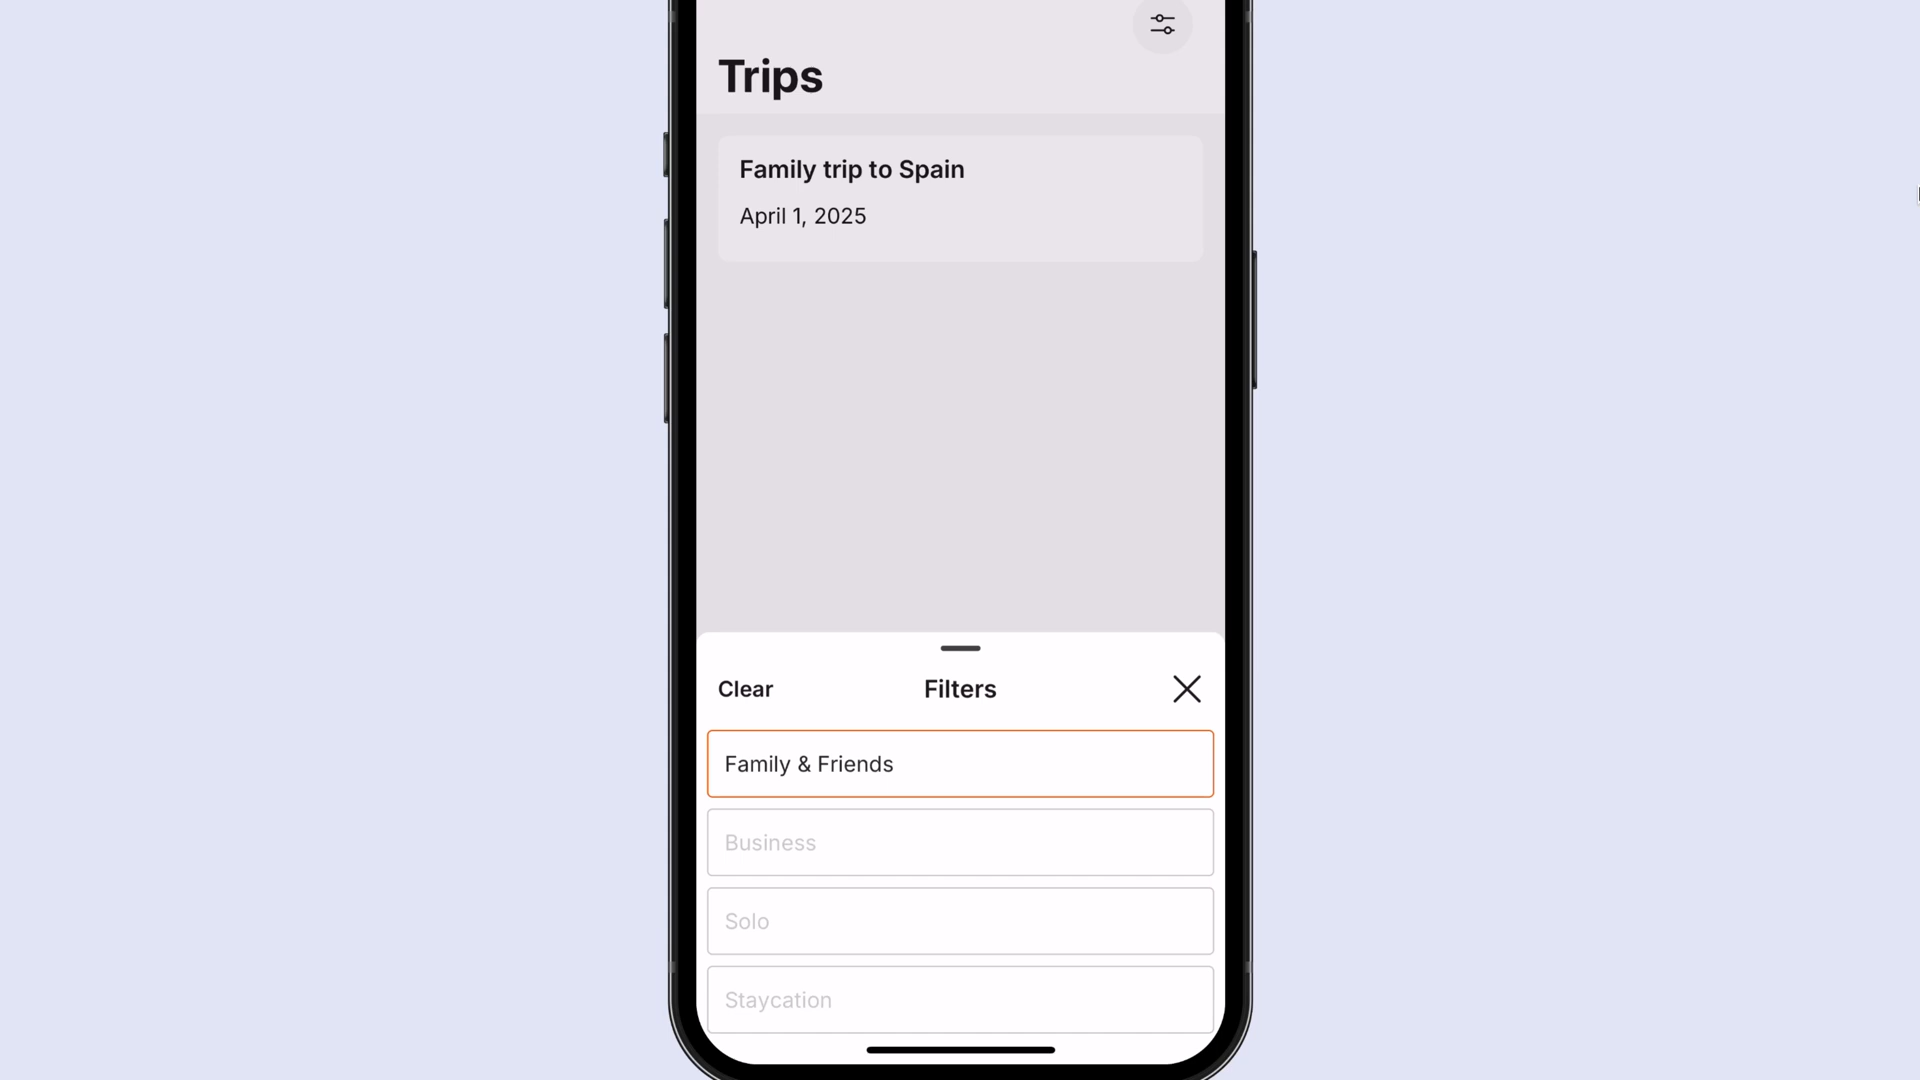 Trips
Family trip to Spain
April 1, 2025
Clear
Filters
Family & Friends
Business
Solo
Staycation